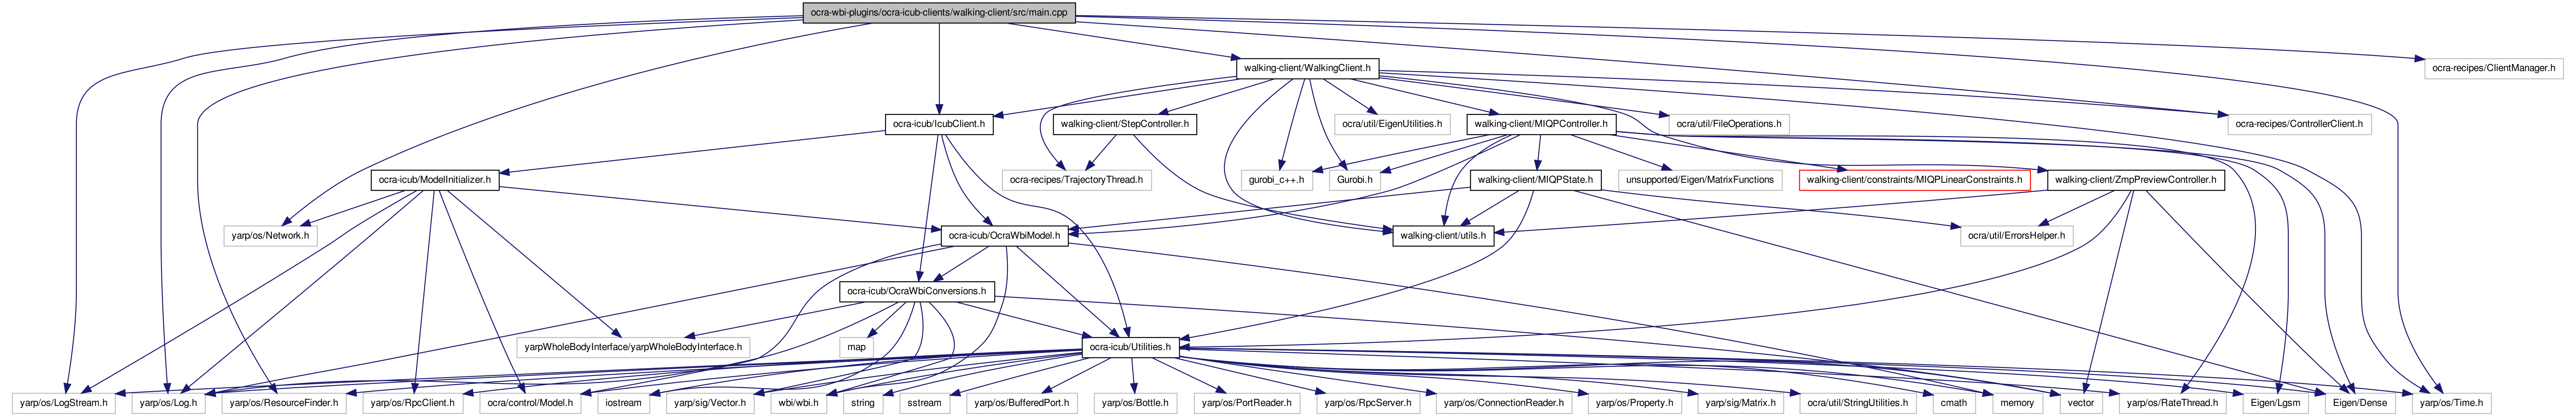 ocra-wbi-plugins/ocra-icub-clients/walking-client/src/main.cpp
walking-client/WalkingClient.h
ocra-recipes/ClientManager.h
ocra-icub/IcubClient.h
walking-client/StepController.h
ocra/util/EigenUtilities.h
walking-client/MIQPController.h
ocra/util/FileOperations.h
ocra-recipes/ControllerClient.h
ocra-icub/ModelInitializer.h
ocra-recipes/TrajectoryThread.h
gurobi_c++.h
Gurobi.h
walking-client/MIQPState.h
unsupported/Eigen/MatrixFunctions
walking-client/constraints/MIQPLinearConstraints.h
walking-client/ZmpPreviewController.h
yarp/os/Network.h
ocra-icub/OcraWbiModel.h
walking-client/utils.h
ocra/util/ErrorsHelper.h
ocra-icub/OcraWbiConversions.h
yarpWholeBodyInterface/yarpWholeBodyInterface.h
map
ocra-icub/Utilities.h
yarp/os/LogStream.h
yarp/os/Log.h
yarp/os/ResourceFinder.h
yarp/os/RpcClient.h
ocra/control/Model.h
iostream
yarp/sig/Vector.h
wbi/wbi.h
string
sstream
yarp/os/BufferedPort.h
yarp/os/Bottle.h
yarp/os/PortReader.h
yarp/os/RpcServer.h
yarp/os/ConnectionReader.h
yarp/os/Property.h
yarp/sig/Matrix.h
ocra/util/StringUtilities.h
cmath
memory
vector
yarp/os/RateThread.h
Eigen/Lgsm
Eigen/Dense
yarp/os/Time.h